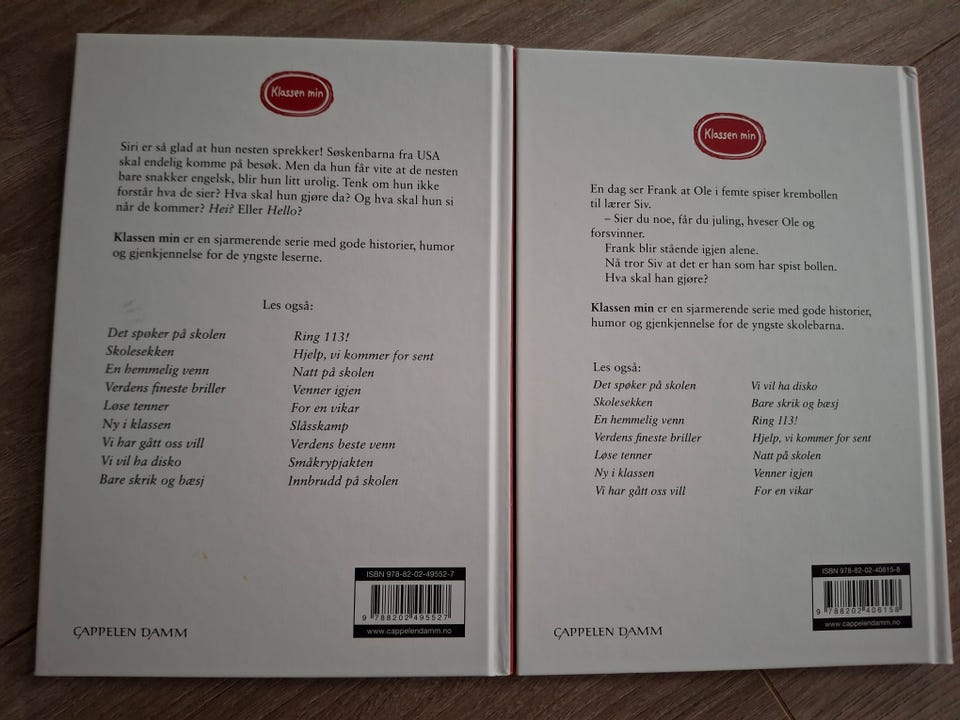 Klassen min
Siri er så glad at hun nesten sprekker! Søskenbarna fra USA
skal endelig komme på besøk. Men da hun får vite at de nesten
bare snakker engelsk, blir hun litt urolig. Tenk om hun ikke
forstår hva de sier? Hva skal hun gjøre da? Og hva skal hun si
når de kommer? Hei? Eller Hello?
Klassen min er en sjarmerende serie med gode historier, humor
og gjenkjennelse for de yngste leserne.
Les også:
Det spøker på skolen
Skolesekken
En hemmelig venn
Verdens fineste briller
Løse tenner
Ny i klassen
Vi har gått oss vill
Vi vil ha disko
Bare skrik og bæsj
Ring 113!
Hjelp, vi kommer for sent
Natt på skolen
Venner igjen
For en vikar
Slåsskamp
Verdens beste venn
Småkrypjakten
Innbrudd på skolen
ISBN 978-82-02-49552-7
9 788202 495527
www.cappelendamm.no
CAPPELEN DAMM
Klassen min
En dag ser Frank at Ole i femte spiser krembollen
til lærer Siv.
– Sier du noe, får du juling, hveser Ole og
forsvinner.
Frank blir stående igjen alene.
Nå tror Siv at det er han som har spist bollen.
Hva skal han gjøre?
Klassen min er en sjarmerende serie med gode historier,
humor og gjenkjennelse for de yngste skolebarna.
Les også:
Det spøker på skolen
Skolesekken
En hemmelig venn
Verdens fineste briller
Løse tenner
Ny i klassen
Vi har gått oss vill
Vi vil ha disko
Bare skrik og bæsj
Ring 113!
Hjelp, vi kommer for sent
Natt på skolen
Venner igjen
For en vikar
ISBN 978-82-02-40615-8
9 788202 406158
www.cappelendamm.no
CAPPELEN DAMM